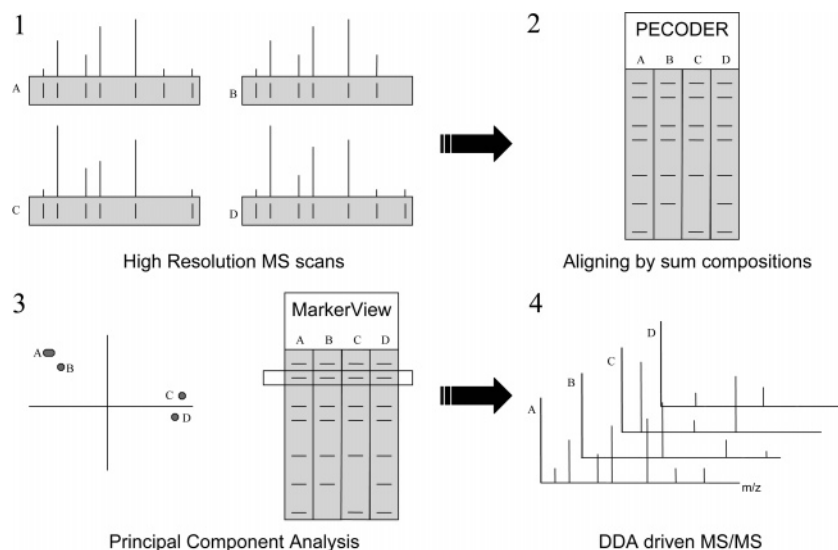 1
A
B
C
D
High Resolution MS scans
2
PECODER
A B C D
Aligning by sum compositions
3
A
B
C
D
MarkerView
A B C D
Principal Component Analysis
4
D
C
B
A
m/z
DDA driven MS/MS